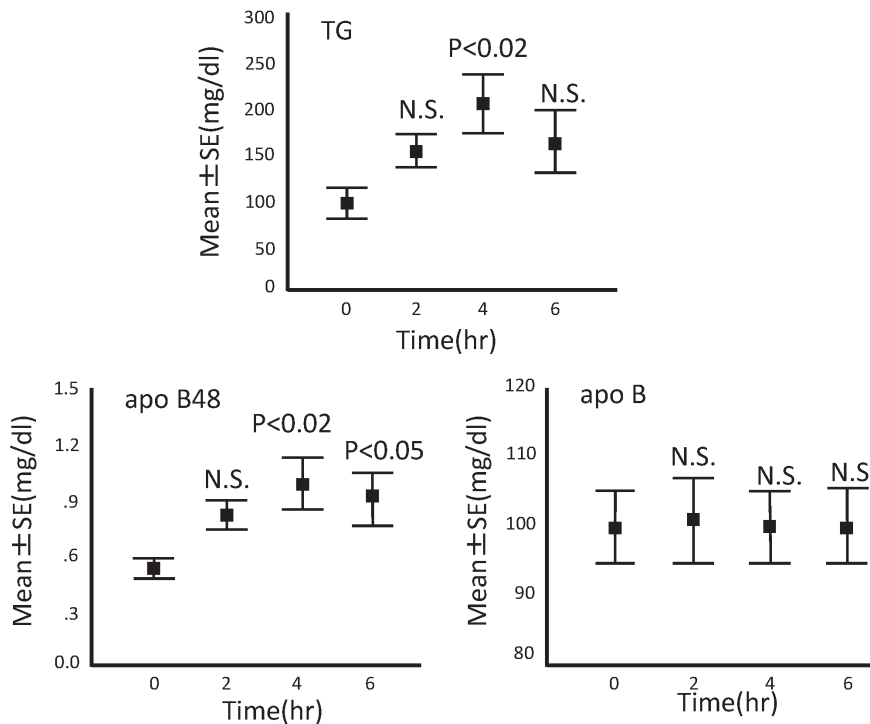 300
TG
P<0.02
250
N.S.
N.S.
200
150
100
50
0
Mean±SE(mg/dl)
0 2 4 6
Time(hr)
1.5
apo B48
P<0.02
1.2
P<0.05
N.S.
.9
.6
.3
0.0
Mean±SE(mg/dl)
0 2 4 6
Time(hr)
120
apo B
110
N.S.
N.S.
N.S
100
90
80
Mean±SE(mg/dl)
0 2 4 6
Time(hr)